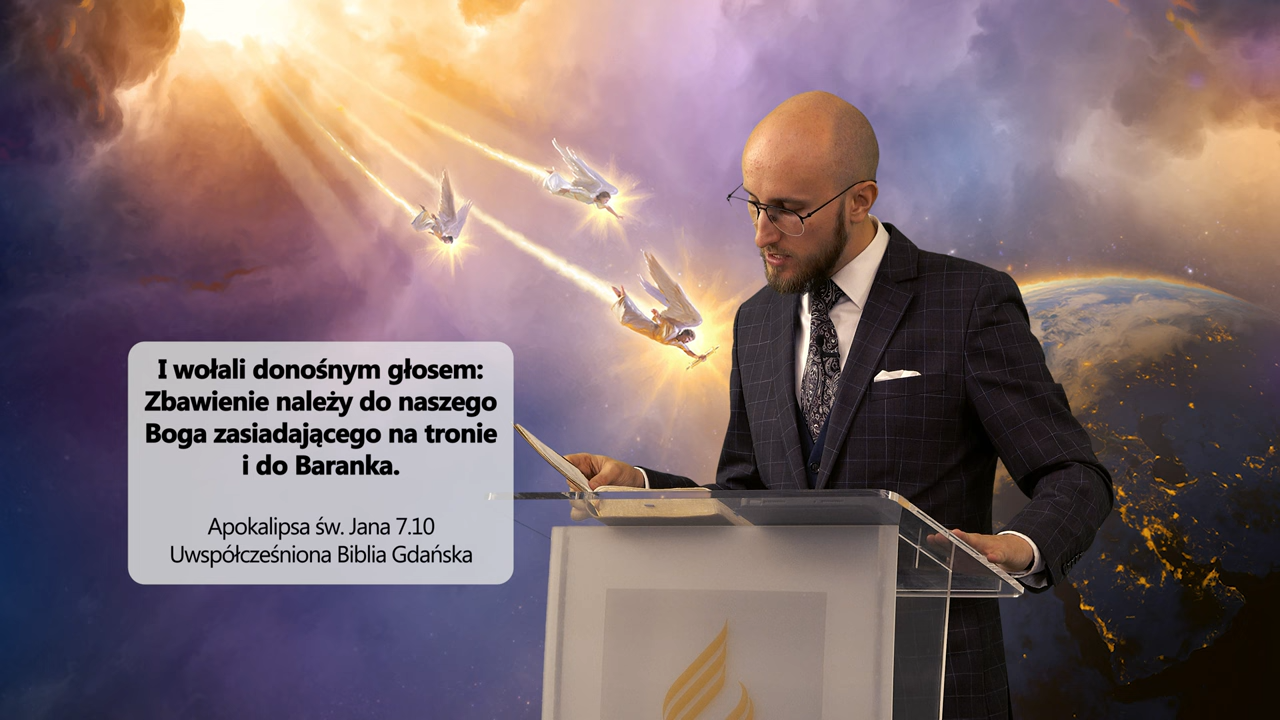 I wołali donośnym głosem:
Zbawienie należy do naszego
Boga zasiadającego na tronie
i do Baranka.
Apokalipsa św. Jana 7.10
Uwspółcześniona Biblia Gdańska